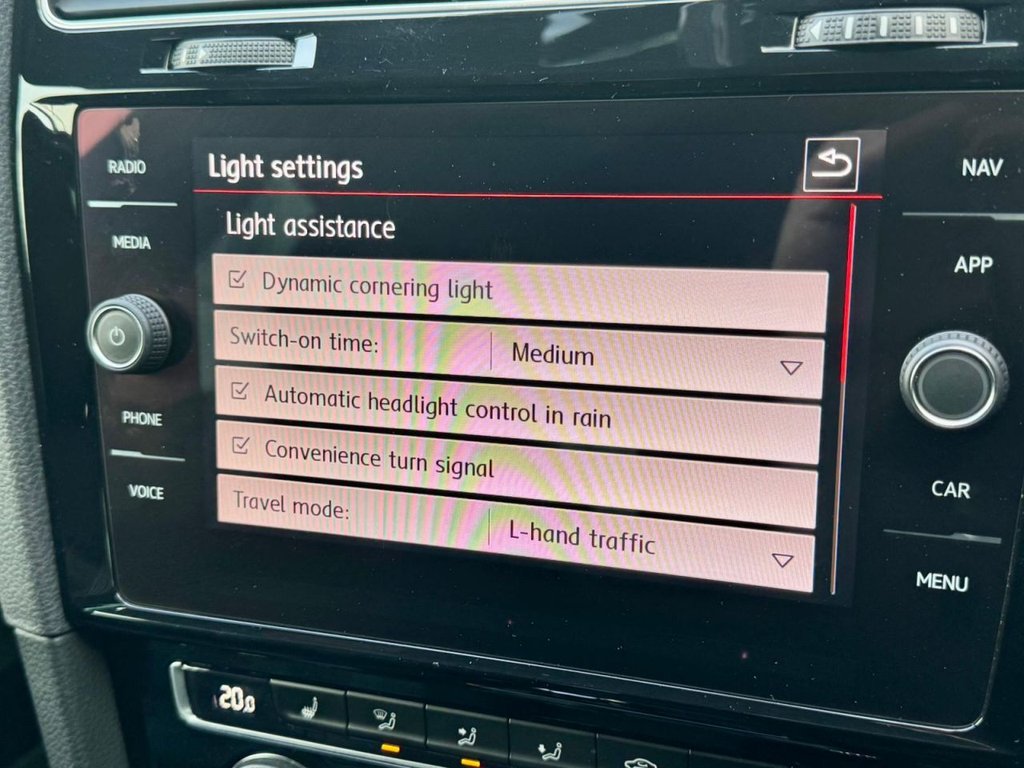 RADIO
MEDIA
PHONE
VOICE
Light settings
Light assistance
Dynamic cornering light
Switch-on time: Medium
Automatic headlight control in rain
Convenience turn signal
Travel mode: L-hand traffic
NAV
APP
CAR
MENU
20.0